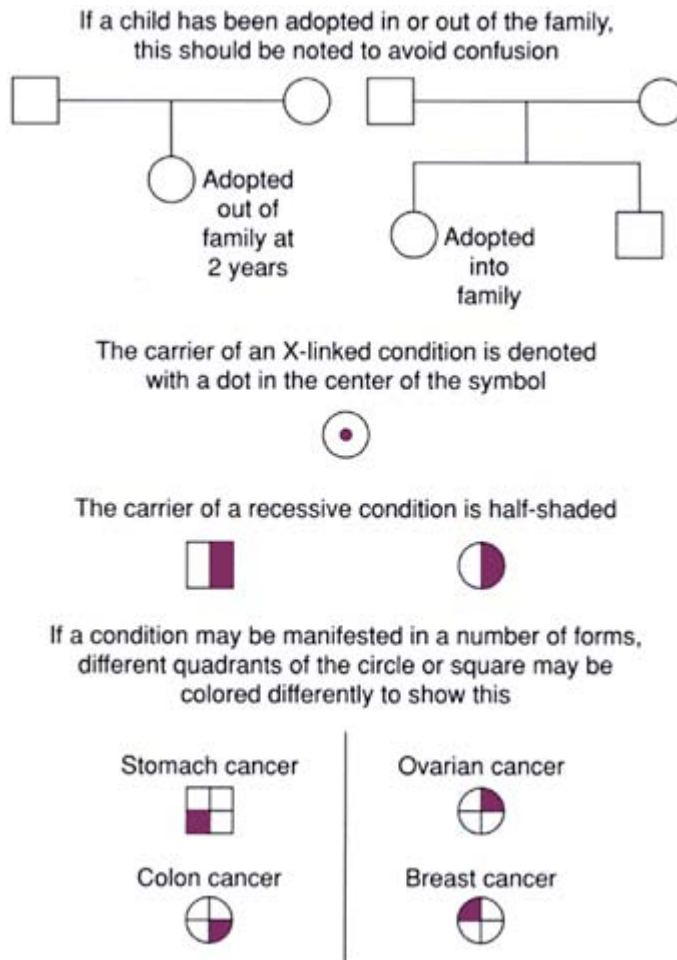 If a child has been adopted in or out of the family,
this should be noted to avoid confusion
Adopted
out of
family at
2 years
Adopted
into
family
The carrier of an X-linked condition is denoted
with a dot in the center of the symbol
The carrier of a recessive condition is half-shaded
If a condition may be manifested in a number of forms,
different quadrants of the circle or square may be
colored differently to show this
Stomach cancer
Ovarian cancer
Colon cancer
Breast cancer